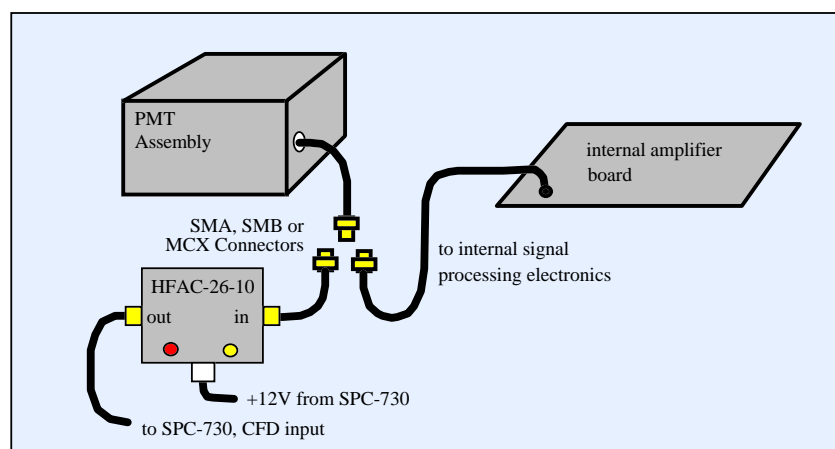 PMT
Assembly
internal amplifier
board
SMA, SMB or
MCX Connectors
to internal signal
processing electronics
HFAC-26-10
out
in
+12V from SPC-730
to SPC-730, CFD input